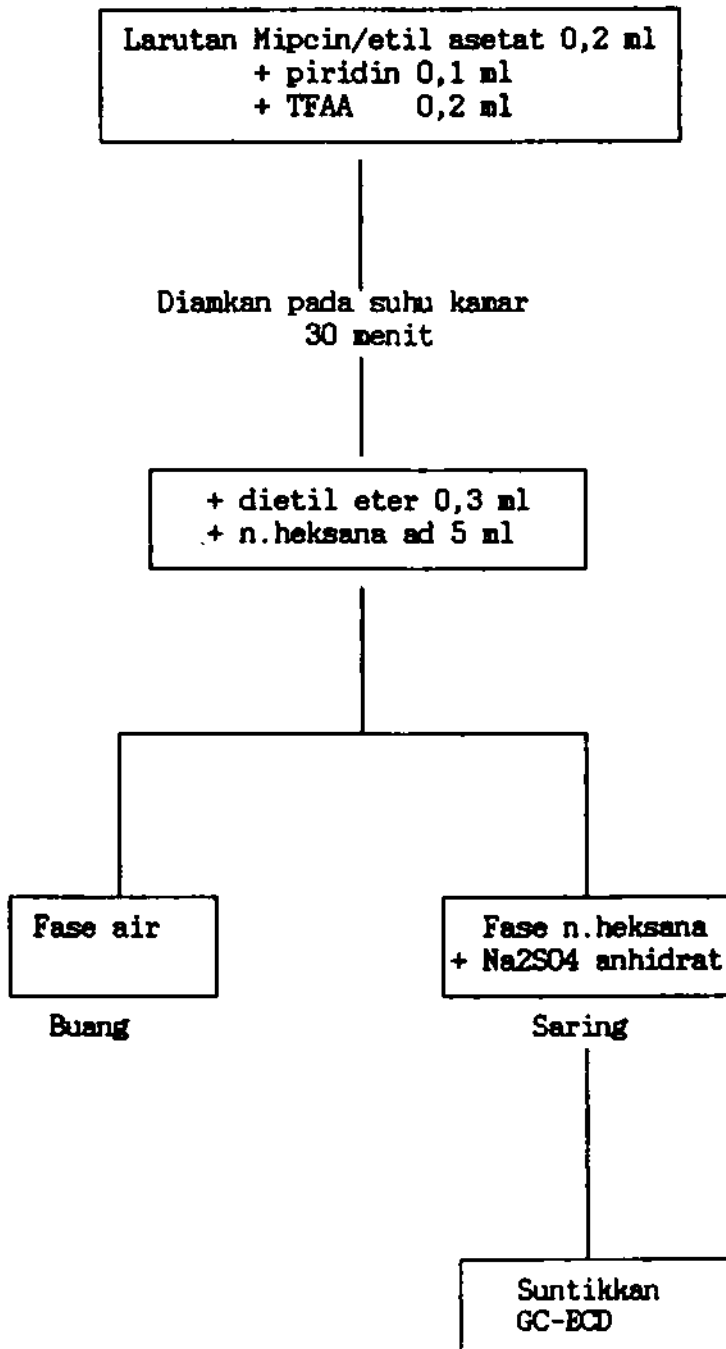 Larutan Mipcin/etil asetat 0,2 ml
+ piridin 0,1 ml
+ TFAA 0,2 ml
Diamkan pada suhu kamar
30 menit
+ dietil eter 0,3 ml
+ n.heksana ad 5 ml
Fase air
Buang
Fase n.heksana
+ Na2SO4 anhidrat
Saring
Suntikkan
GC-ECD